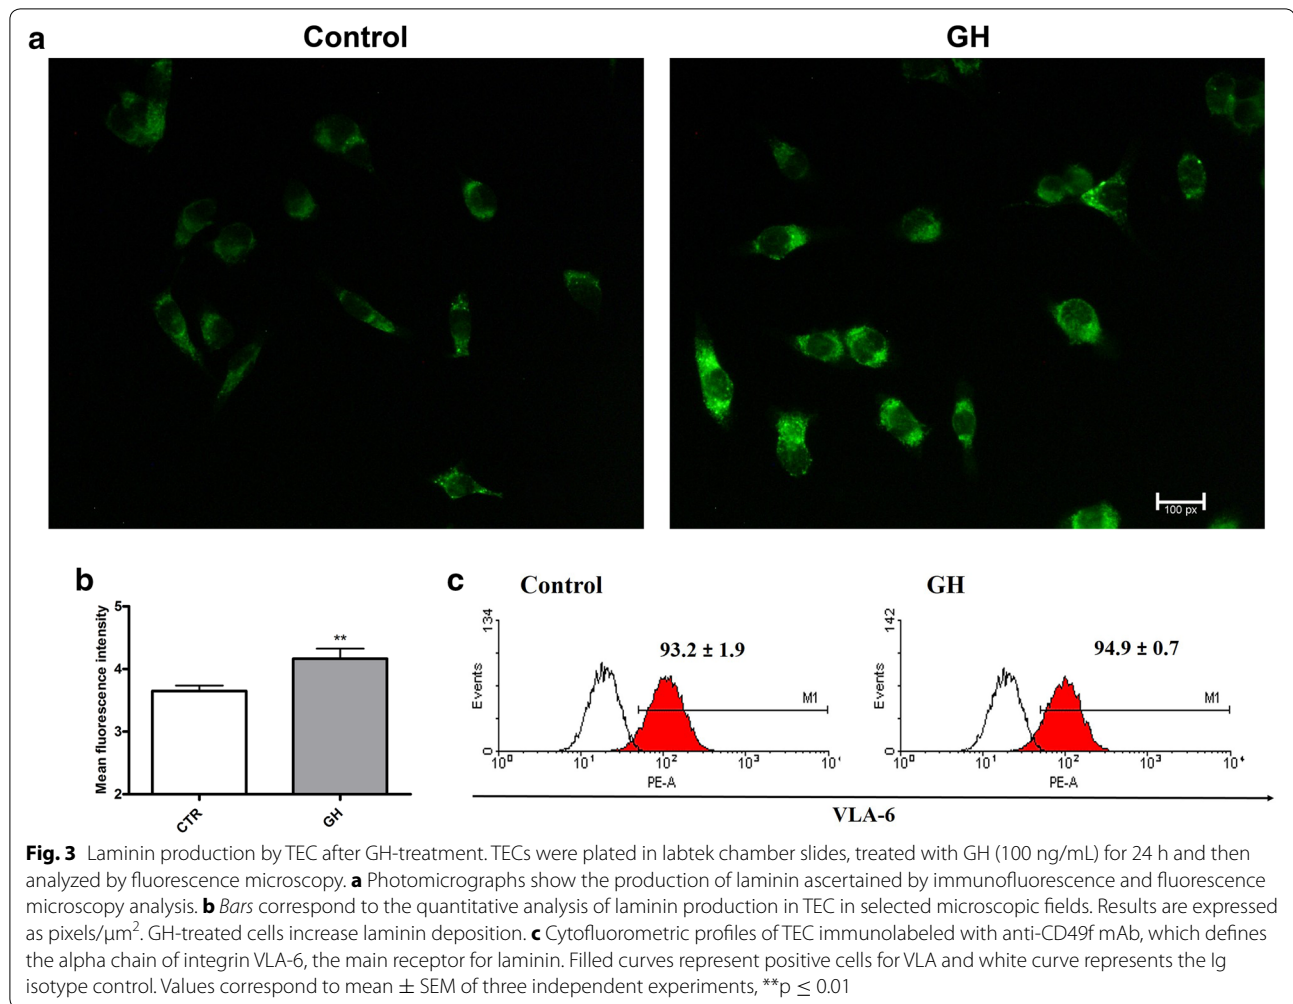 a
Control
GH
100 px
b
Mean fluorescence intensity
5
4
3
2
**
CTR
GH
c
Control
134
Events
0
93.2 ± 1.9
M1
10⁰ 10¹ 10² 10³ 10⁴
PE-A
GH
142
Events
0
94.9 ± 0.7
M1
10⁰ 10¹ 10² 10³ 10⁴
PE-A
VLA-6
Fig. 3 Laminin production by TEC after GH-treatment. TECs were plated in labtek chamber slides, treated with GH (100 ng/mL) for 24 h and then
analyzed by fluorescence microscopy. a Photomicrographs show the production of laminin ascertained by immunofluorescence and fluorescence
microscopy analysis. b Bars correspond to the quantitative analysis of laminin production in TEC in selected microscopic fields. Results are expressed
as pixels/µm². GH-treated cells increase laminin deposition. c Cytofluorometric profiles of TEC immunolabeled with anti-CD49f mAb, which defines
the alpha chain of integrin VLA-6, the main receptor for laminin. Filled curves represent positive cells for VLA and white curve represents the Ig
isotype control. Values correspond to mean ± SEM of three independent experiments, **p ≤ 0.01